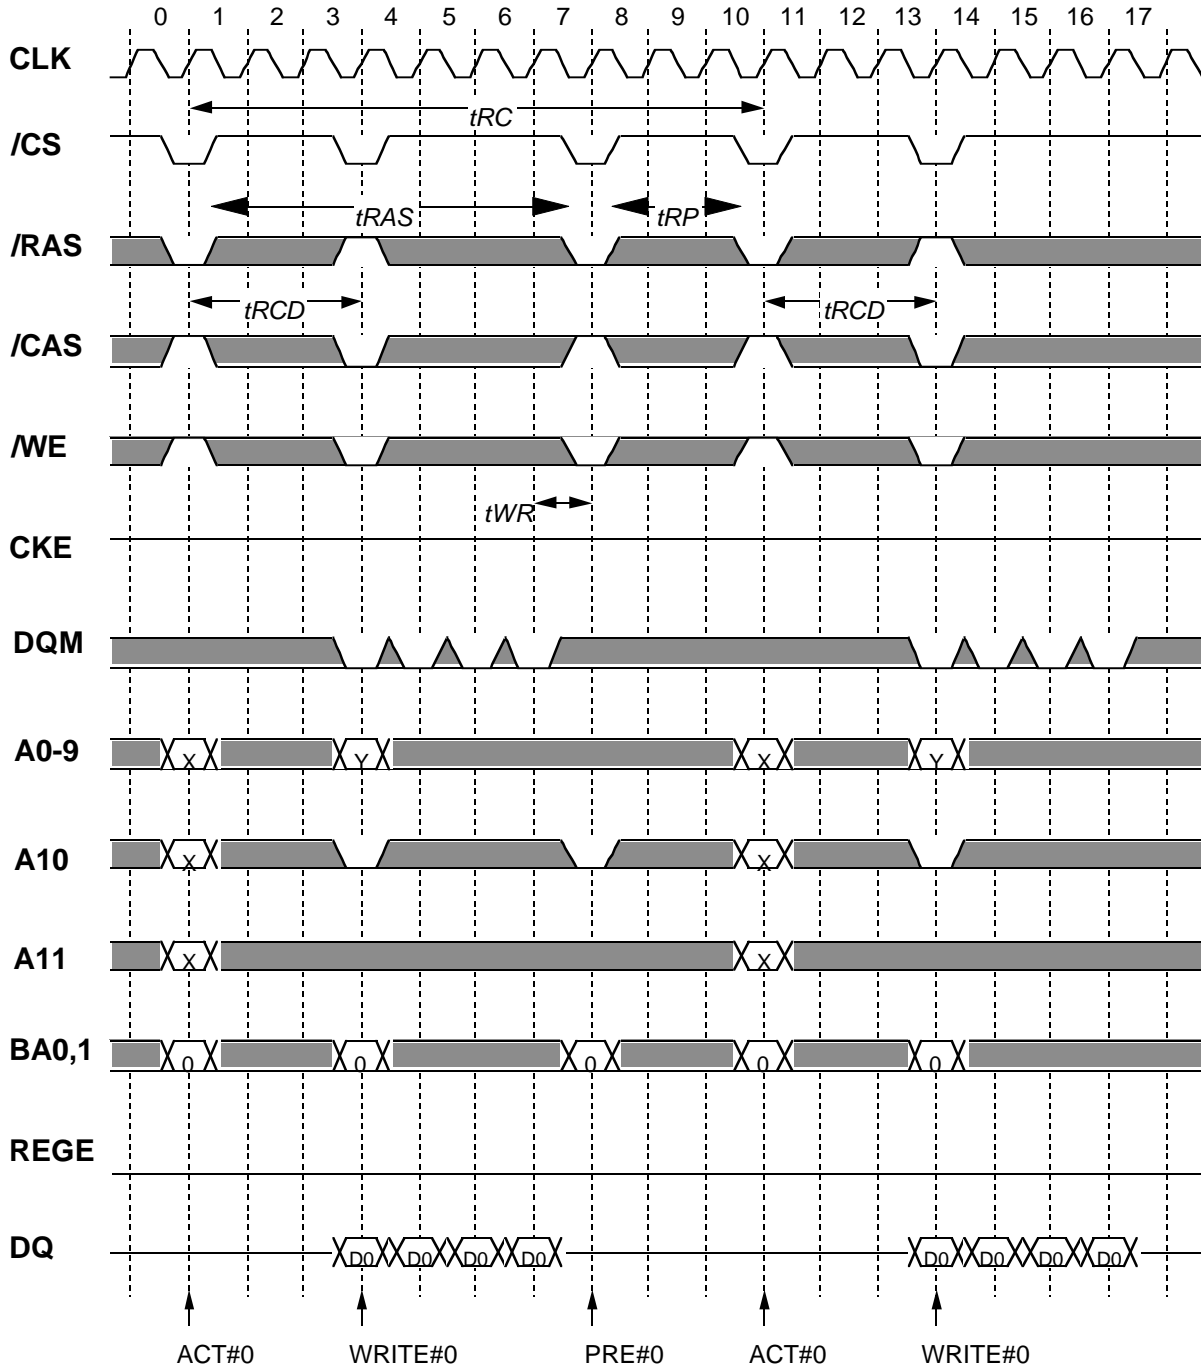 0 1 2 3 4 5 6 7 8 9 10 11 12 13 14 15 16 17
CLK
tRC
/CS
tRAS tRP
/RAS
tRCD tRCD
/CAS
/WE
tWR
CKE
DQM
A0-9 X Y X Y
A10 X X
A11 X X
BA0,1 0 0 0 0 0
REGE
DQ D0 D0 D0 D0 D0 D0 D0 D0
ACT#0 WRITE#0 PRE#0 ACT#0 WRITE#0